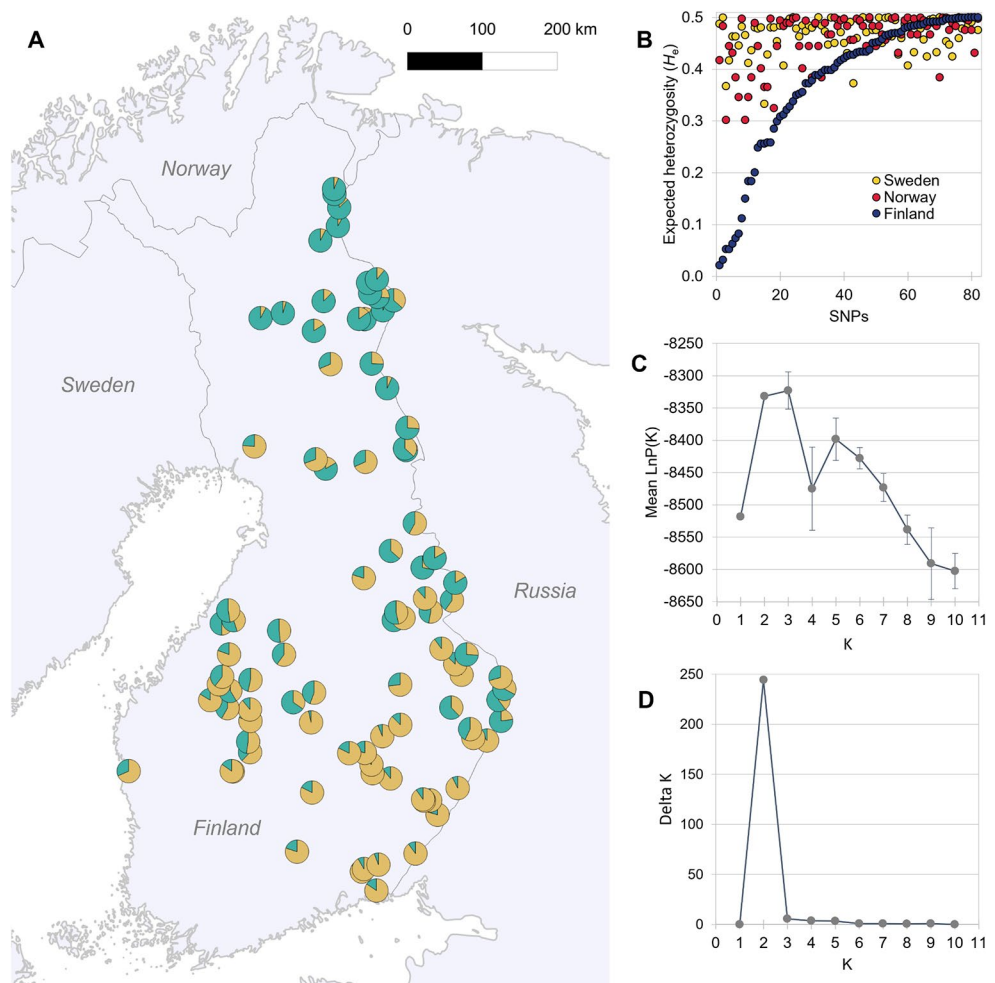 A
0 100 200 km
Norway
Sweden
Russia
Finland
B
Expected heterozygosity (He)
0.5
0.4
0.3
0.2
0.1
0.0
Sweden
Norway
Finland
0 20 40 60 80
SNPs
C
Mean LnP(K)
-8250
-8300
-8350
-8400
-8450
-8500
-8550
-8600
-8650
0 1 2 3 4 5 6 7 8 9 10 11
K
D
Delta K
250
200
150
100
50
0
0 1 2 3 4 5 6 7 8 9 10 11
K